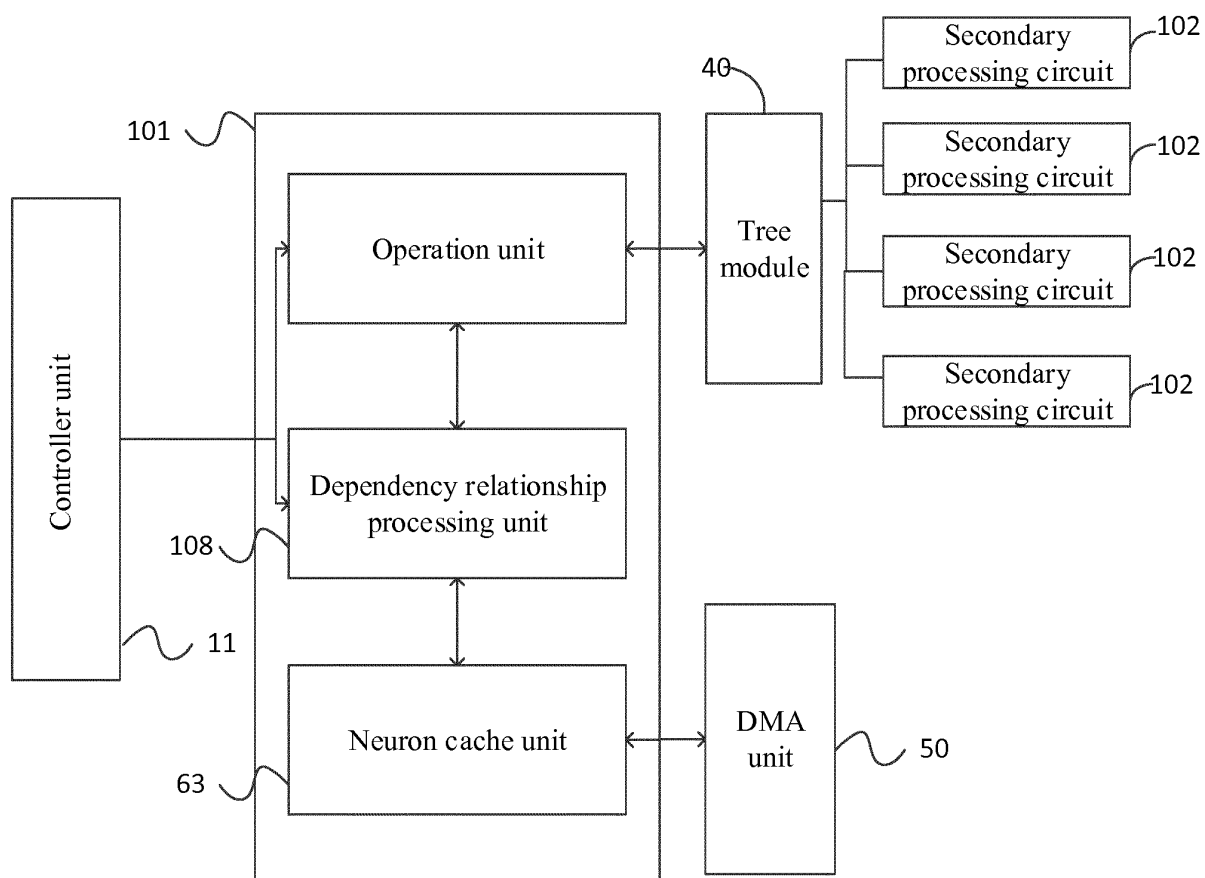 Secondary
processing circuit
102
40
101
Secondary
processing circuit
102
Operation unit
Tree
module
Secondary
processing circuit
102
Secondary
processing circuit
102
Controller unit
Dependency relationship
processing unit
108
11
Neuron cache unit
DMA
unit
50
63